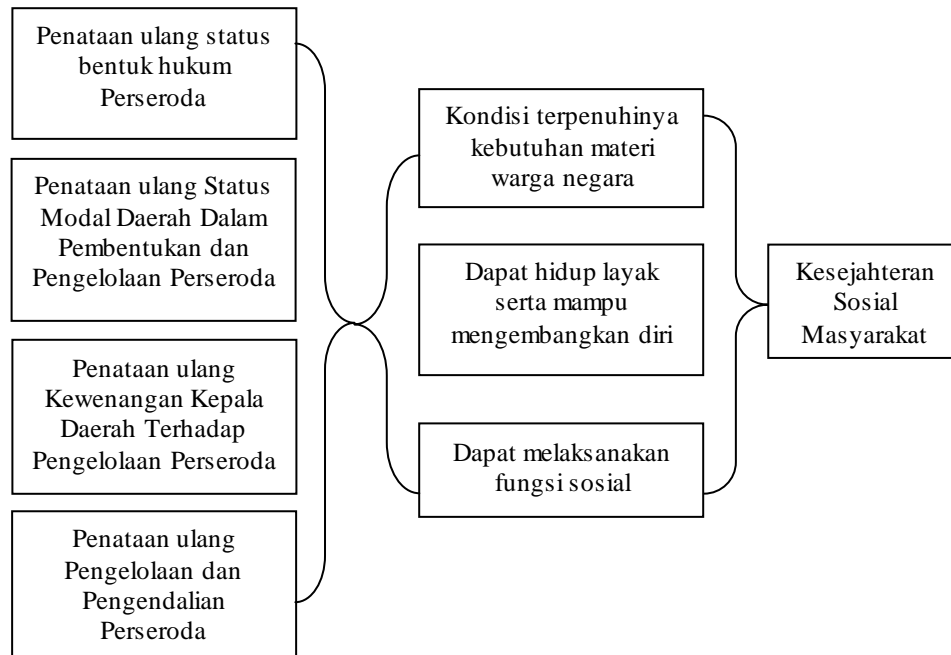 Penataan ulang status
bentuk hukum
Perseroda
Penataan ulang Status
Modal Daerah Dalam
Pembentukan dan
Pengelolaan Perseroda
Penataan ulang
Kewenangan Kepala
Daerah Terhadap
Pengelolaan Perseroda
Penataan ulang
Pengelolaan dan
Pengendalian
Perseroda
Kondisi terpenuhinya
kebutuhan materi
warga negara
Dapat hidup layak
serta mampu
mengembangkan diri
Dapat melaksanakan
fungsi sosial
Kesejahteran
Sosial
Masyarakat